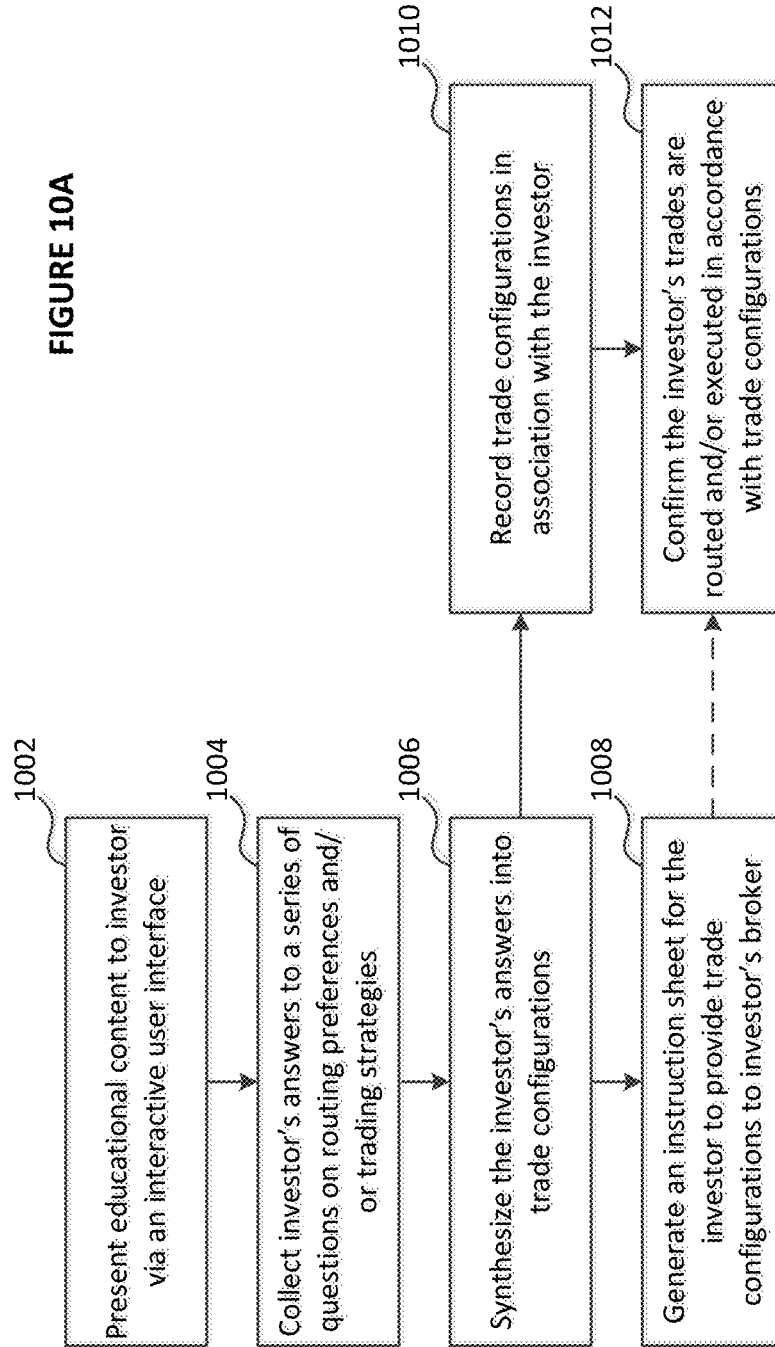 FIGURE 10A
1002
Present educational content to investor
via an interactive user interface
1004
Collect investor's answers to a series of
questions on routing preferences and/
or trading strategies
1006
Synthesize the investor's answers into
trade configurations
1008
Generate an instruction sheet for the
investor to provide trade
configurations to investor's broker
1010
Record trade configurations in
association with the investor
1012
Confirm the investor's trades are
routed and/or executed in accordance
with trade configurations